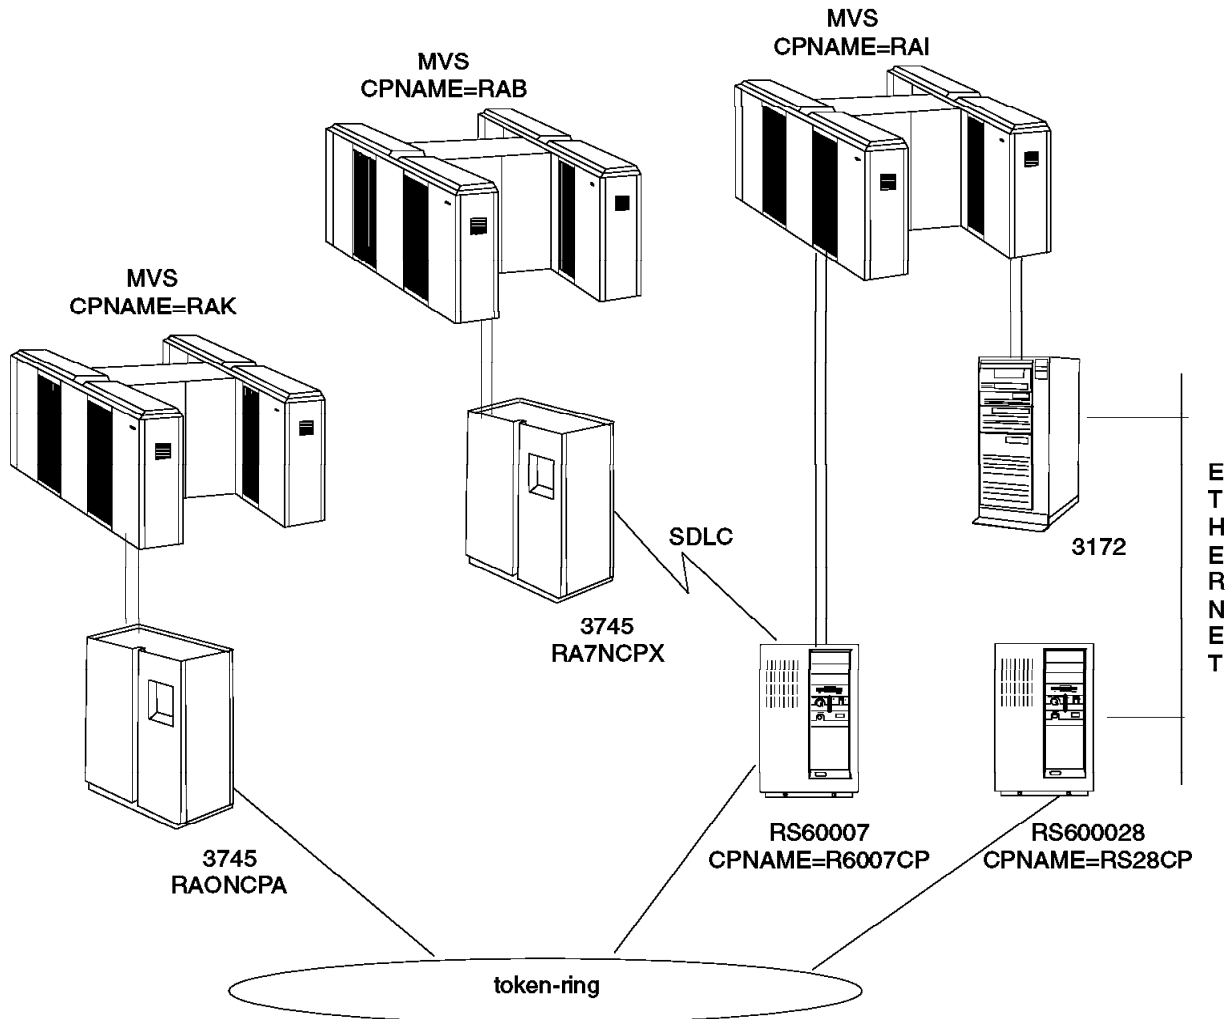 MVS
CPNAME=RAI
MVS
CPNAME=RAB
MVS
CPNAME=RAK
SDLC
3172
ETHERNET
3745
RA7NCPX
RS60007
CPNAME=R6007CP
RS600028
CPNAME=RS28CP
3745
RAONCPA
token-ring